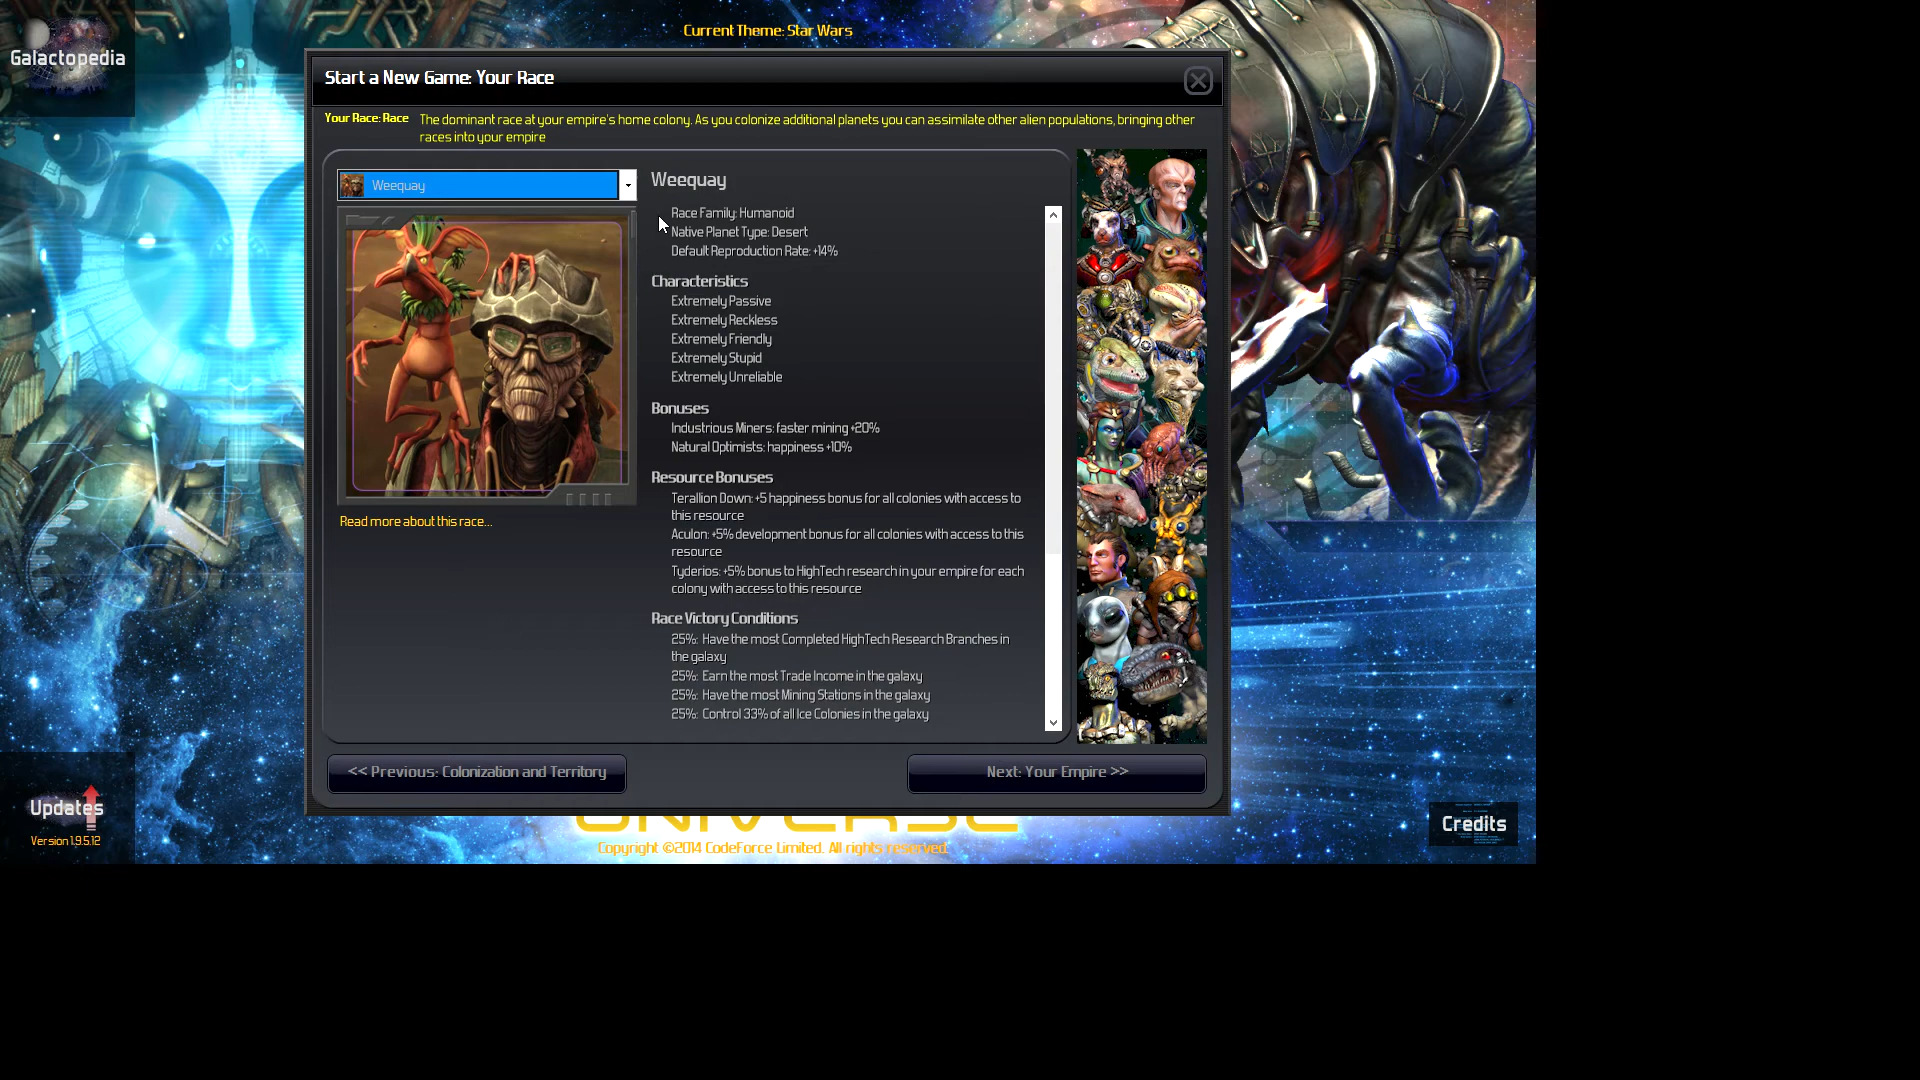 Galactopedia
Current Theme: Star Wars
Start a New Game: Your Race
Your Race: Race
The dominant race at your empire's home colony. As you colonize additional planets you can assimilate other alien populations, bringing other
races into your empire
Weequay
Weequay
Race Family: Humanoid
Native Planet Type: Desert
Default Reproduction Rate: +14%
Characteristics
Extremely Passive
Extremely Reckless
Extremely Friendly
Extremely Stupid
Extremely Unreliable
Bonuses
Industrious Miners: faster mining +20%
Natural Optimists: happiness +10%
Resource Bonuses
Terallion Down: +5 happiness bonus for all colonies with access to
this resource
Aculon: +5% development bonus for all colonies with access to this
resource
Tyderios: +5% bonus to HighTech research in your empire for each
colony with access to this resource
Race Victory Conditions
25%: Have the most Completed HighTech Research Branches in
the galaxy
25%: Earn the most Trade Income in the galaxy
25%: Have the most Mining Stations in the galaxy
25%: Control 33% of all Ice Colonies in the galaxy
Read more about this race...
<< Previous: Colonization and Territory
Next: Your Empire >>
Updates
Version 1.9.5.12
UNIVERSE
Copyright ©2014 CodeForce Limited. All rights reserved.
Credits